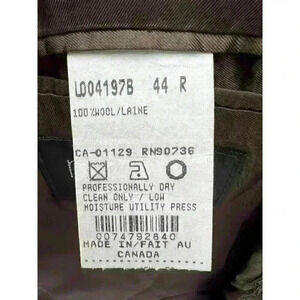 LD04197B 44 R
100%WOOL/LAINE
CA-01129 RN90736
A
PROFESSIONALLY DRY
CLEAN ONLY / LOW
MOISTURE UTILITY PRESS
0074792840
MADE IN/FAIT AU
CANADA